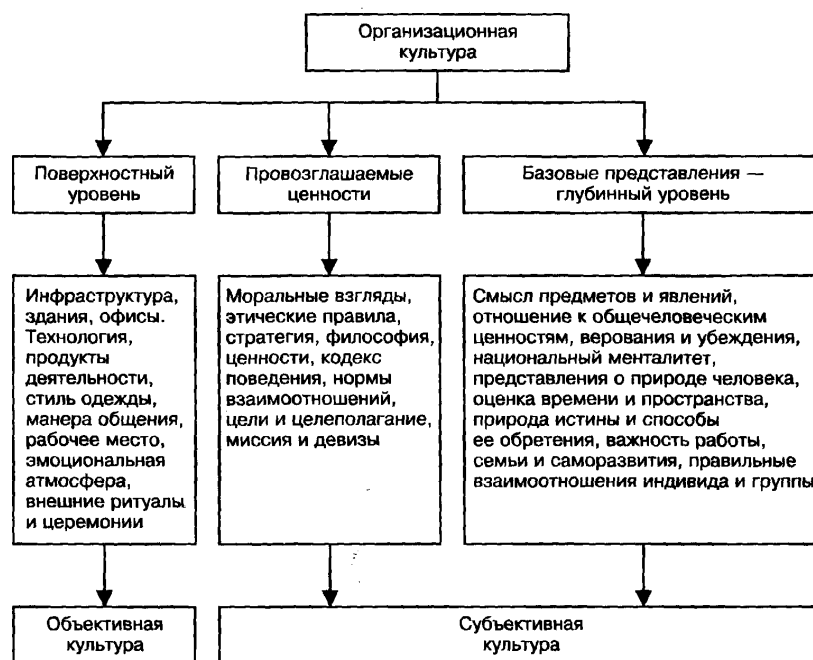 Организационная
культура
Поверхностный
уровень
Провозглашаемые
ценности
Базовые представления —
глубинный уровень
Инфраструктура,
здания, офисы.
Технология,
продукты
деятельности,
стиль одежды,
манера общения,
рабочее место,
эмоциональная
атмосфера,
внешние ритуалы
и церемонии
Моральные взгляды,
этические правила,
стратегия, философия,
ценности, кодекс
поведения, нормы
взаимоотношений,
цели и целеполагание,
миссия и девизы
Смысл предметов и явлений,
отношение к общечеловеческим
ценностям, верования и убеждения,
национальный менталитет,
представления о природе человека,
оценка времени и пространства,
природа истины и способы
ее обретения, важность работы,
семьи и саморазвития, правильные
взаимоотношения индивида и группы
Объективная
культура
Субъективная
культура